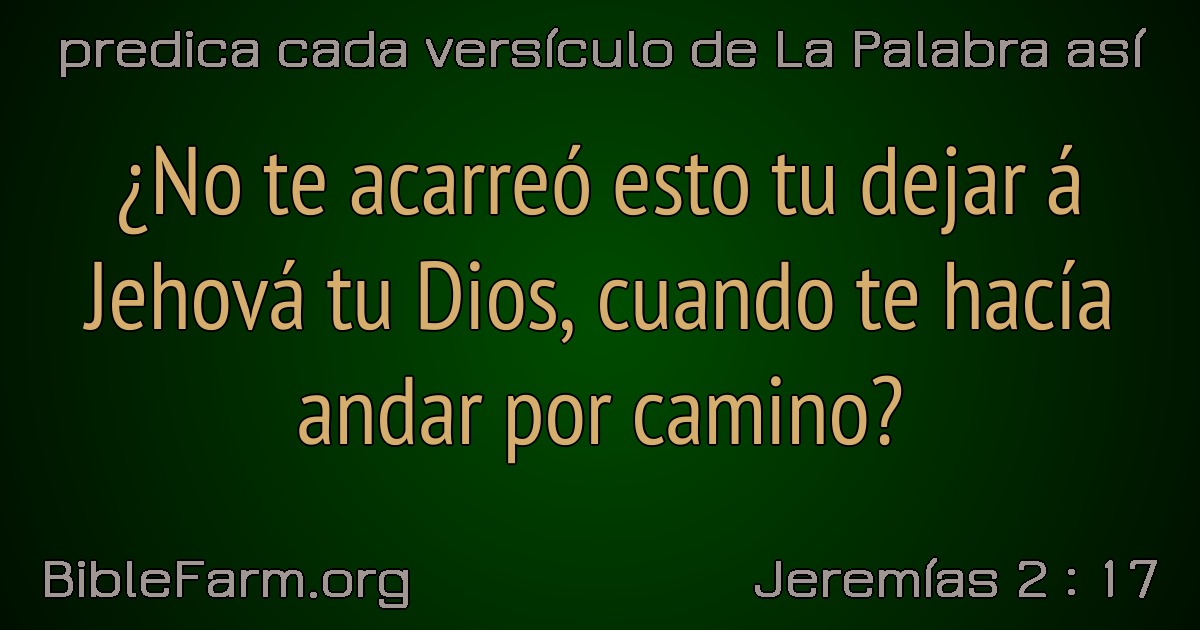 predica cada versículo de La Palabra así
¿No te acarreó esto tu dejar á
Jehová tu Dios, cuando te hacía
andar por camino?
BibleFarm.org
Jeremías 2 : 17